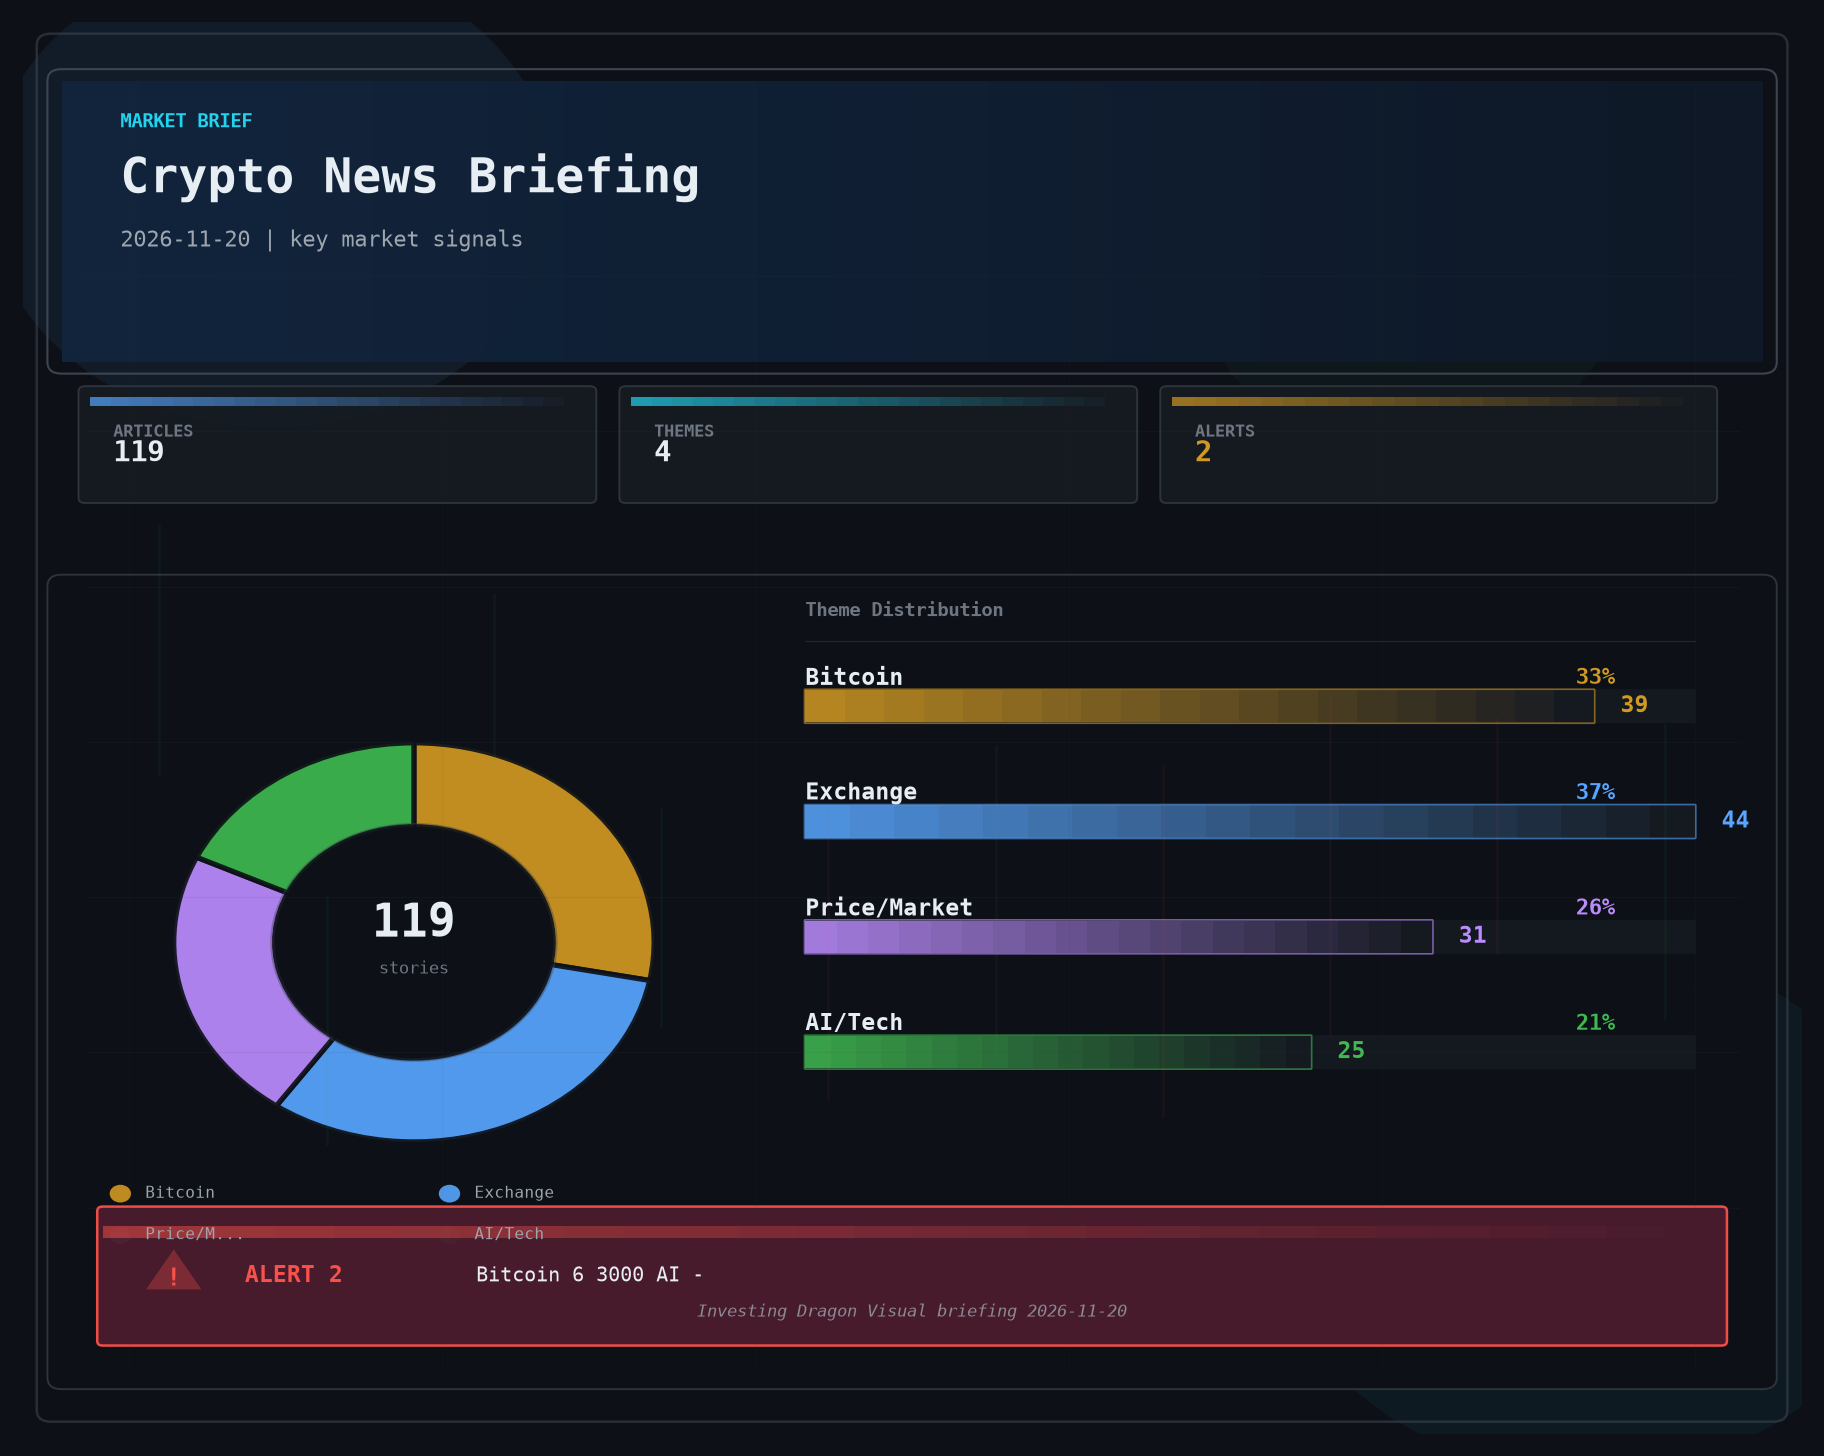 MARKET BRIEF
Crypto News Briefing
2026-11-20 | key market signals
ARTICLES
119
THEMES
4
ALERTS
2
119
stories
Bitcoin
Exchange
Price/M...
AI/Tech
Theme Distribution
Bitcoin 33%
39
Exchange 37%
44
Price/Market 26%
31
AI/Tech 21%
25
! ALERT 2 Bitcoin 6 3000 AI -
Investing Dragon Visual briefing 2026-11-20